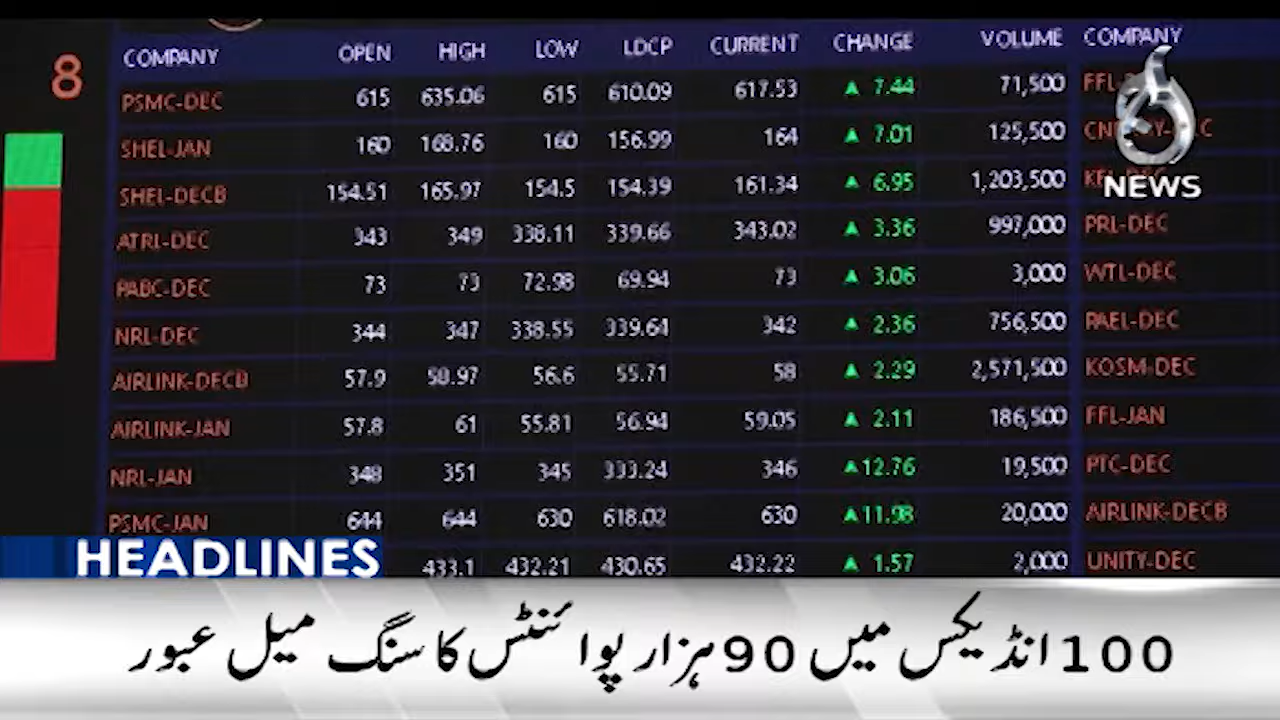 COMPANY OPEN HIGH LOW LDCP CURRENT CHANGE VOLUME COMPANY
8
PSMC-DEC 615 635.06 615 610.09 617.53 ▲ 7.44 71,500
SHEL-JAN 160 168.76 160 156.99 164 ▲ 7.01 125,500
SHEL-DECB 154.51 165.97 154.5 154.39 161.34 ▲ 6.95 1,203,500
NEWS
ATRL-DEC 343 349 338.11 339.66 343.02 ▲ 3.36 997,000 PRL-DEC
PABC-DEC 73 73 72.98 69.94 73 ▲ 3.06 3,000 WTL-DEC
NRL-DEC 344 347 338.55 339.64 342 ▲ 2.36 756,500 PAEL-DEC
AIRLINK-DECB 57.9 58.97 56.6 55.71 58 ▲ 2.29 2,571,500 KOSM-DEC
AIRLINK-JAN 57.8 61 55.81 56.94 59.05 ▲ 2.11 186,500 FFL-JAN
NRL-JAN 348 351 345 333.24 346 ▲12.76 19,500 PTC-DEC
PSMC-JAN 644 644 630 618.02 630 ▲11.98 20,000 AIRLINK-DECB
433.1 432.21 430.65 432.22 ▲ 1.57 2,000 UNITY-DEC
HEADLINES
100 انڈیکس میں 90 ہزار پوائنٹس کا سنگ میل عبور